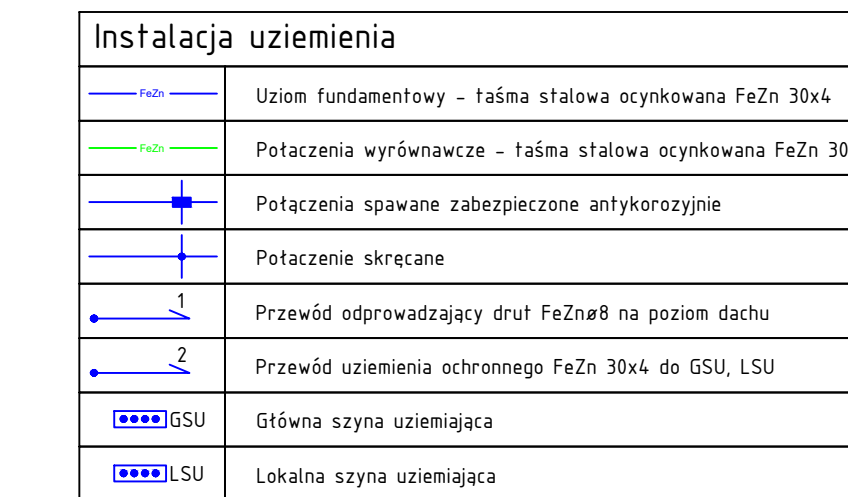 Instalacja uziemienia
FeZn Uziom fundamentowy - taśma stalowa ocynkowana FeZn 30x4
FeZn Połaczenia wyrównawcze - taśma stalowa ocynkowana FeZn 30
Połączenia spawane zabezpieczone antykorozyjnie
Połaczenie skręcane
1 Przewód odprowadzający drut FeZnø8 na poziom dachu
2 Przewód uziemienia ochronnego FeZn 30x4 do GSU, LSU
GSU Główna szyna uziemiająca
LSU Lokalna szyna uziemiająca